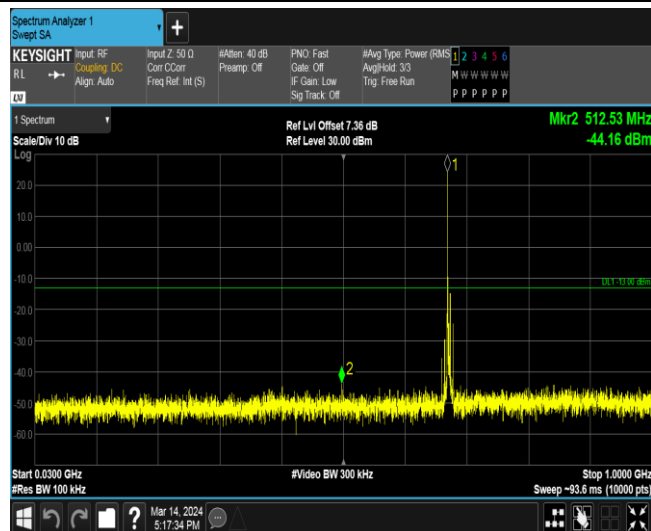 Spectrum Analyzer 1
Swept SA
+
KEYSIGHT Input: RF Input Z: 50 Ω #Atten: 40 dB PNO: Fast #Avg Type: Power (RMS 1 2 3 4 5 6
RL Coupling: DC Corr CCorr Preamp: Off Gate: Off Avg|Hold: 3/3 M W W W W W
Align: Auto Freq Ref: Int (S) IF Gain: Low Trig: Free Run
Sig Track: Off P P P P P P
LXI
1 Spectrum Ref Lvl Offset 7.36 dB Mkr2 512.53 MHz
Scale/Div 10 dB Ref Level 30.00 dBm -44.16 dBm
Log
1
20.0
10.0
0.00
-10.0
DL1 -13.00 dBm
-20.0
-30.0
-40.0
2
-50.0
-60.0
Start 0.0300 GHz #Video BW 300 kHz Stop 1.0000 GHz
#Res BW 100 kHz Sweep ~93.6 ms (10000 pts)
? Mar 14, 2024
5:17:34 PM